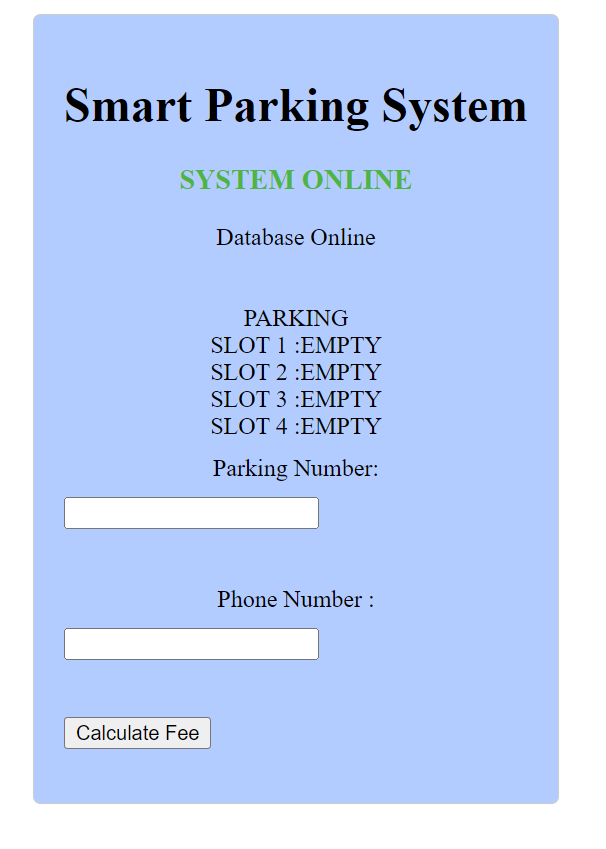 Smart Parking System
SYSTEM ONLINE
Database Online
PARKING
SLOT 1 :EMPTY
SLOT 2 :EMPTY
SLOT 3 :EMPTY
SLOT 4 :EMPTY
Parking Number:
Phone Number :
Calculate Fee